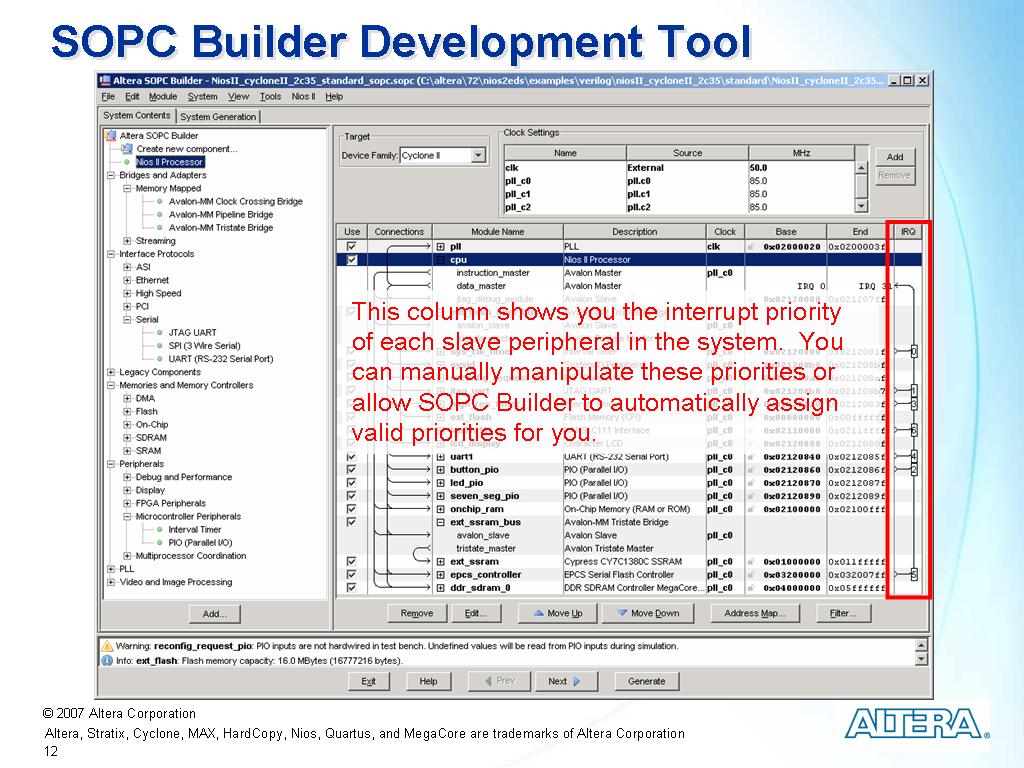 SOPC Builder Development Tool
Altera SOPC Builder - NiosII_cycloneII_2c35_standard_sopc.sopc (C:\altera\72\nios2eds\examples\verilog\niosII_cycloneII_2c35\standard\NiosII_cycloneII_2c35...
File Edit Module System View Tools Nios II Help
System Contents System Generation
Altera SOPC Builder
Create new component...
Nios II Processor
Bridges and Adapters
Memory Mapped
Avalon-MM Clock Crossing Bridge
Avalon-MM Pipeline Bridge
Avalon-MM Tristate Bridge
Streaming
Interface Protocols
ASI
Ethernet
High Speed
PCI
Serial
JTAG UART
SPI (3 Wire Serial)
UART (RS-232 Serial Port)
Legacy Components
Memories and Memory Controllers
DMA
Flash
On-Chip
SDRAM
SRAM
Peripherals
Debug and Performance
Display
FPGA Peripherals
Microcontroller Peripherals
Interval Timer
PIO (Parallel I/O)
Multiprocessor Coordination
PLL
Video and Image Processing
Add...
Target
Device Family: Cyclone II
Clock Settings
Name Source MHz
clk External 50.0
pll_c0 pll.c0 85.0
pll_c1 pll.c1 85.0
pll_c2 pll.c2 85.0
Add
Remove
Use Connections Module Name Description Clock Base End IRQ
pll PLL clk 0x02000020 0x0200003f
cpu Nios II Processor
instruction_master Avalon Master pll_c0
data_master Avalon Master IRQ 0 IRQ 31
jtag_debug_module Avalon Slave 0x02120000 0x021207ff
This column shows you the interrupt priority
of each slave peripheral in the system. You
can manually manipulate these priorities or
allow SOPC Builder to automatically assign
valid priorities for you.
0
1
3
6
lcd_display Character LCD pll_c0
uart1 UART (RS-232 Serial Port) pll_c0 0x02120840 0x0212085f 4
button_pio PIO (Parallel I/O) pll_c0 0x02120860 0x0212086f 2
led_pio PIO (Parallel I/O) pll_c0 0x02120870 0x0212087f
seven_seg_pio PIO (Parallel I/O) pll_c0 0x02120890 0x0212089f
onchip_ram On-Chip Memory (RAM or ROM) pll_c0 0x02100000 0x02100fff
ext_ssram_bus Avalon-MM Tristate Bridge
avalon_slave Avalon Slave pll_c0
tristate_master Avalon Tristate Master
ext_ssram Cypress CY7C1380C SSRAM pll_c0 0x01000000 0x011fffff
epcs_controller EPCS Serial Flash Controller pll_c0 0x03200000 0x032007ff 5
ddr_sdram_0 DDR SDRAM Controller MegaCore... pll_c0 0x04000000 0x05ffffff
Remove Edit... Move Up Move Down Address Map... Filter...
Warning: reconfig_request_pio: PIO inputs are not hardwired in test bench. Undefined values will be read from PIO inputs during simulation.
Info: ext_flash: Flash memory capacity: 16.0 MBytes (16777216 bytes).
Exit Help Prev Next Generate
© 2007 Altera Corporation
Altera, Stratix, Cyclone, MAX, HardCopy, Nios, Quartus, and MegaCore are trademarks of Altera Corporation
12
ALTERA®